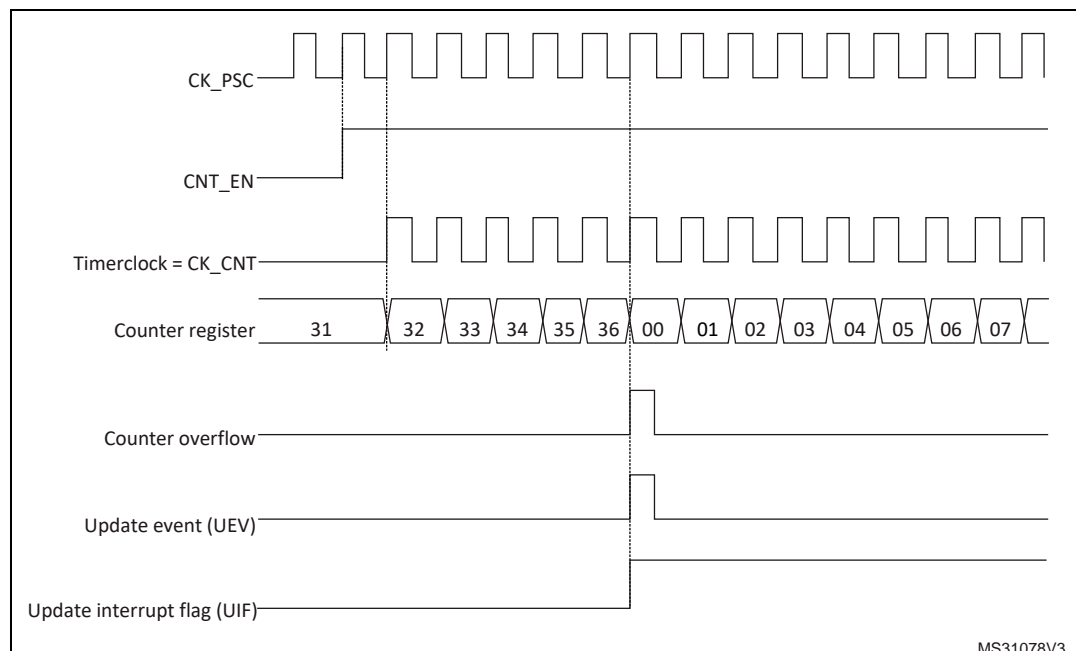 CK_PSC
CNT_EN
Timerclock = CK_CNT
Counter register 31 32 33 34 35 36 00 01 02 03 04 05 06 07
Counter overflow
Update event (UEV)
Update interrupt flag (UIF)
MS31078V3